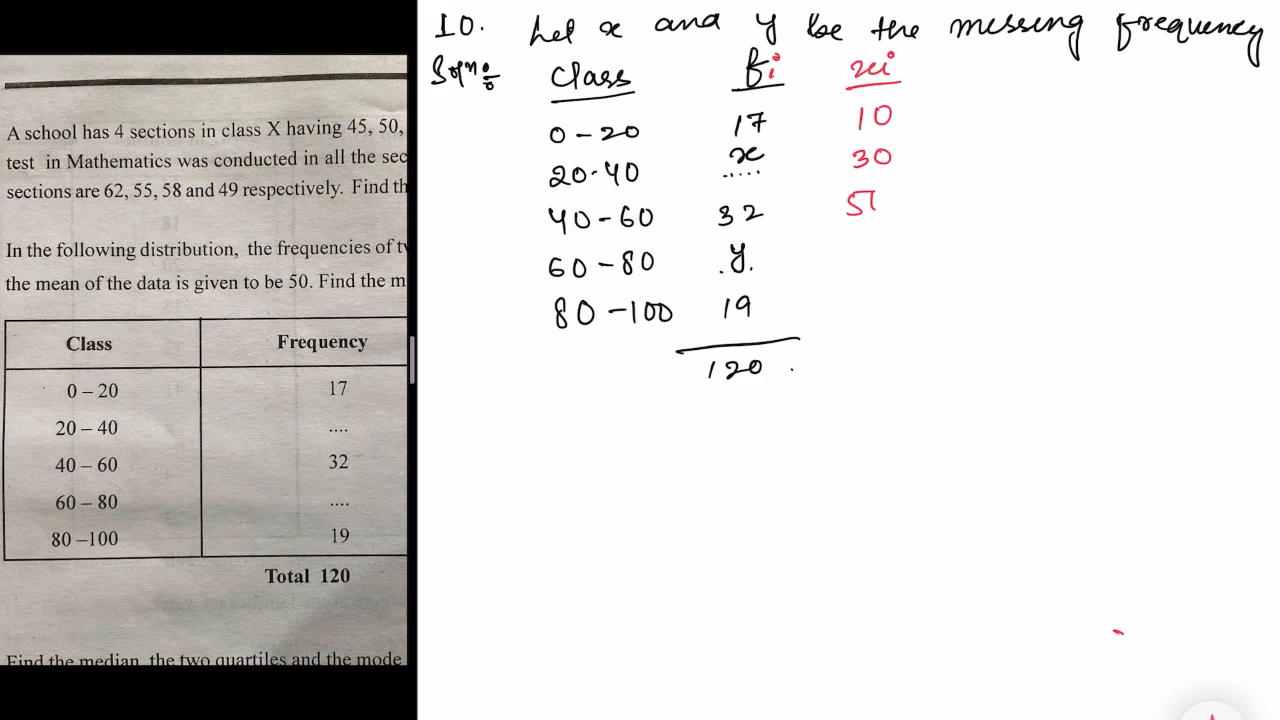 A school has 4 sections in class X having 45, 50,
test in Mathematics was conducted in all the sec
sections are 62, 55, 58 and 49 respectively. Find th
In the following distribution, the frequencies of tw
the mean of the data is given to be 50. Find the m
Class Frequency
0 – 20 17
20 – 40 ....
40 – 60 32
60 – 80 ....
80 –100 19
Total 120
Find the median, the two quartiles and the mode
10. Let x and y be the missing frequency
Soln: Class fi xi
0 – 20 17 10
20-40 x ..... 30
40 – 60 32 5
60 – 80 .y.
80 – 100 19
120 .